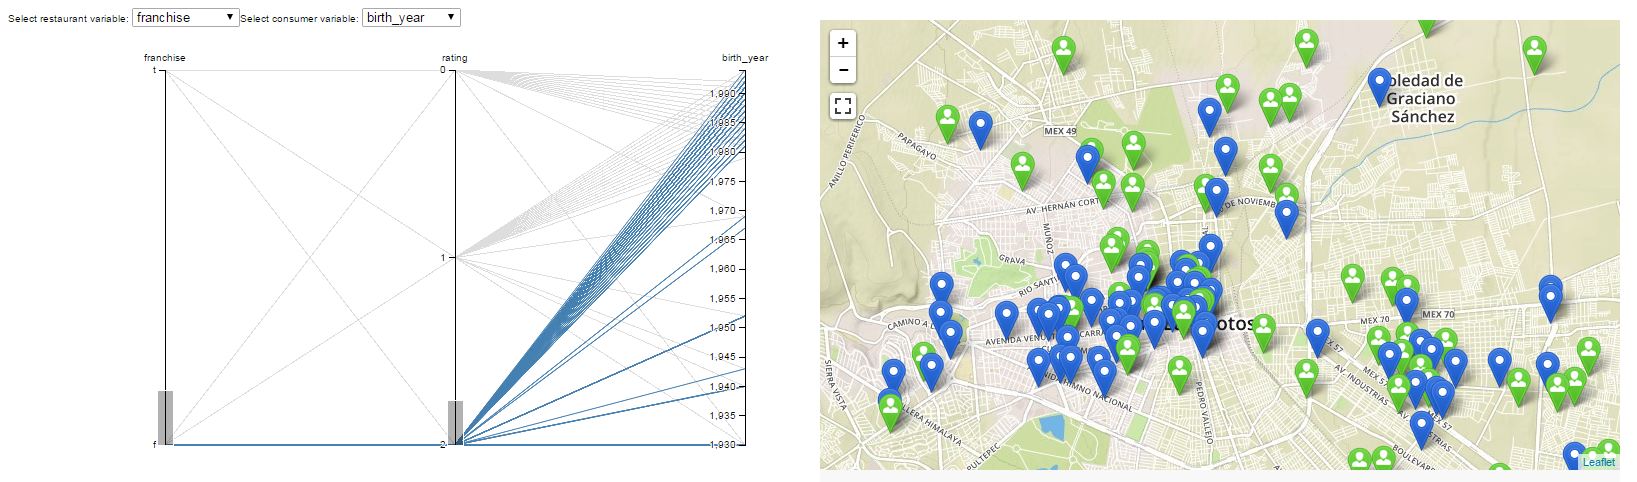 Select restaurant variable: franchise Select consumer variable: birth_year
franchise rating birth_year
t 0
1,990
1,985
1,980
1,975
1,970
1,965
1 1,960
1,955
1,950
1,945
1,940
1,935
f 2 1,930
+
−
Soledad de
Graciano
Sánchez
MEX 49
ANILLO PERIFERICO
PAPAGAYO
AV. HERNÁN CORT
DE NOVIEMB
MUÑOZ
GRAVA
RIO SANTI
CAMINO A L
AVENIDA VENU
CARRA
otos
MEX 70
MEX 70
MEX 57
SIERRA VISTA
NIDA HIMNO NACIONAL
AV. INDUSTRIAS
MEX 57
LLERA HIMALAYA
PEDRO VALLEJO
PULTEPEC
BOULEVAR
Leaflet